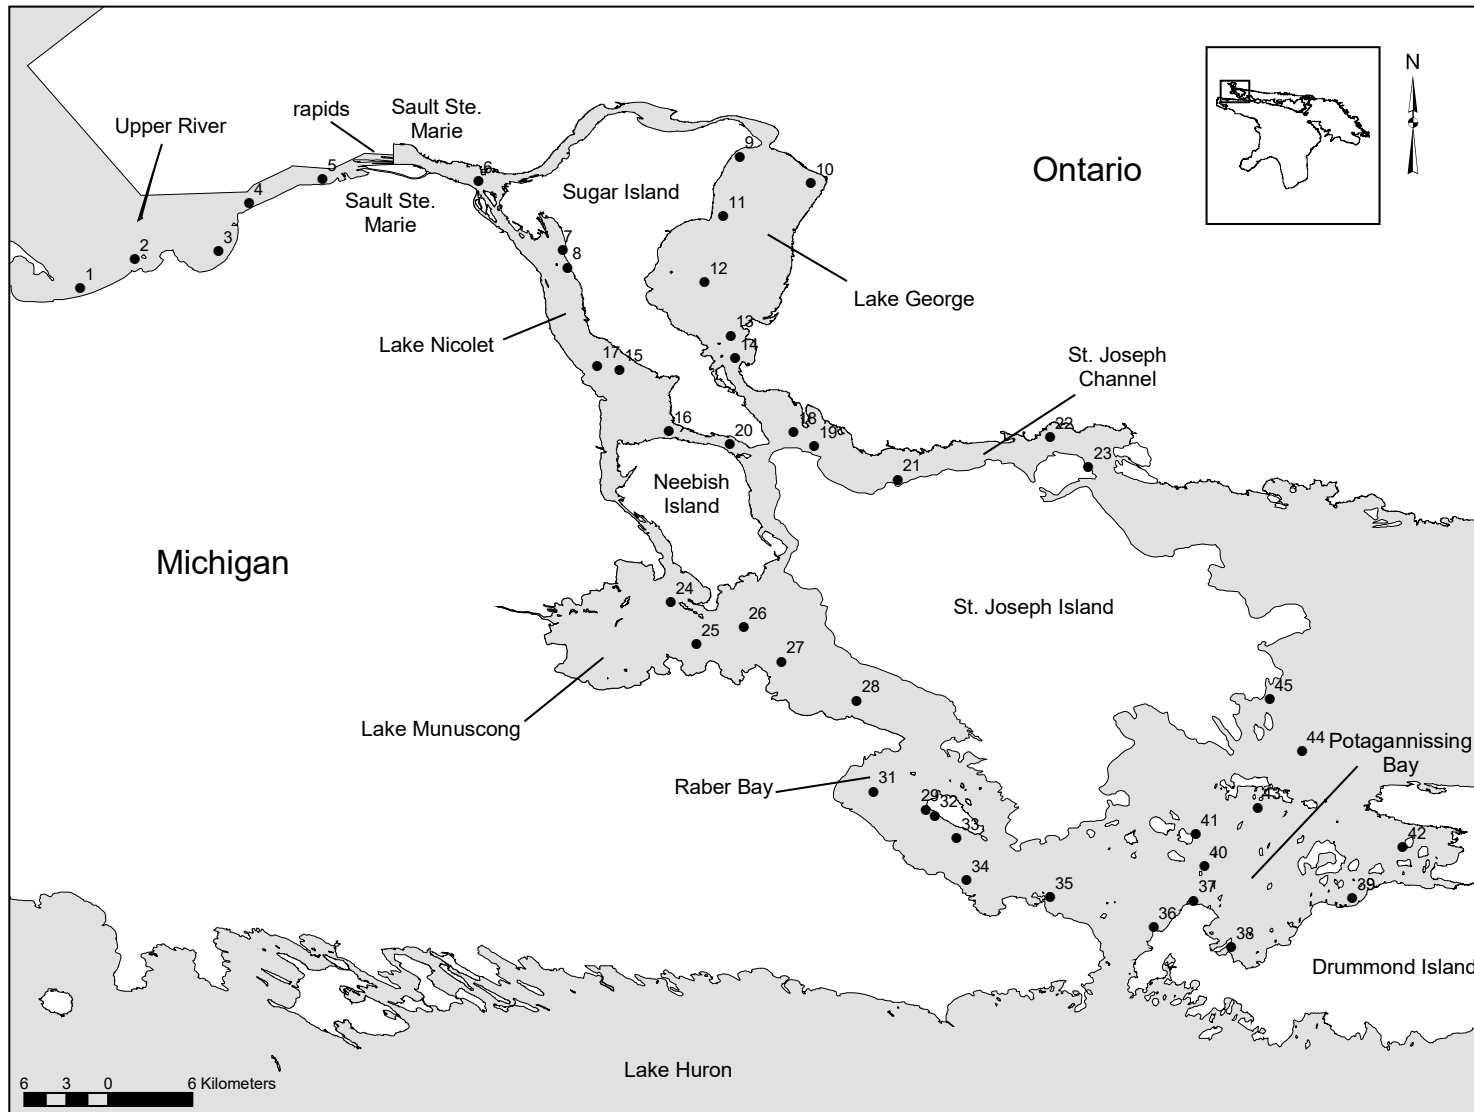 N
Sault Ste.
Marie
rapids
Upper River
9
5
6
10
Ontario
4
Sugar Island
Sault Ste.
Marie
11
2
3
7
8
1
12
Lake George
13
Lake Nicolet
14
17
15
St. Joseph
Channel
16
20
18
19
22
21
23
Neebish
Island
Michigan
24
St. Joseph Island
26
25
27
28
45
Lake Munuscong
44
Potagannissing
Bay
Raber Bay
31
29
32
43
33
41
42
40
34
35
37
39
36
38
Drummond Island
Lake Huron
6
3
0
6 Kilometers